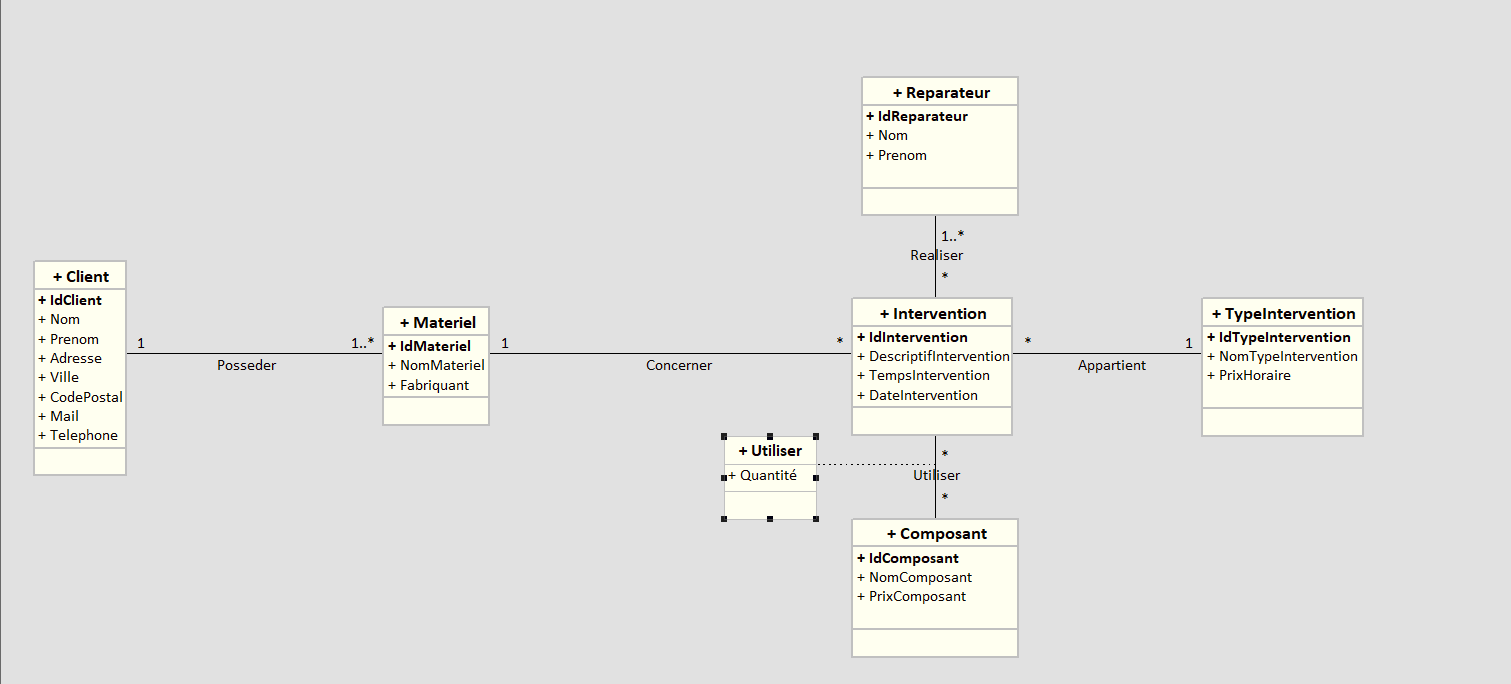 + Reparateur
+ IdReparateur
+ Nom
+ Prenom
1..*
Realiser
*
+ Client
+ IdClient
+ Nom
+ Prenom
+ Adresse
+ Ville
+ CodePostal
+ Mail
+ Telephone
1
Posseder
1..*
+ Materiel
+ IdMateriel
+ NomMateriel
+ Fabriquant
1
Concerner
*
+ Intervention
+ IdIntervention
+ DescriptifIntervention
+ TempsIntervention
+ DateIntervention
*
Appartient
1
+ TypeIntervention
+ IdTypeIntervention
+ NomTypeIntervention
+ PrixHoraire
+ Utiliser
+ Quantité
*
Utiliser
*
+ Composant
+ IdComposant
+ NomComposant
+ PrixComposant